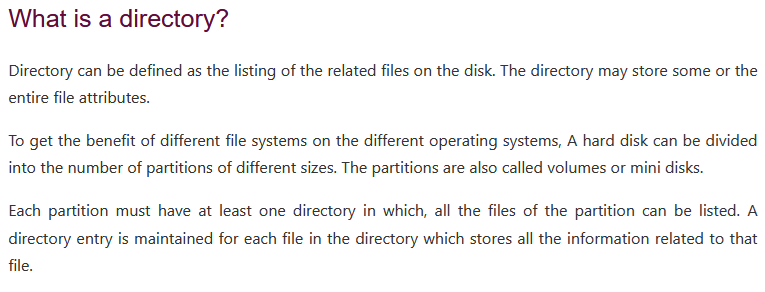 What is a directory?
Directory can be defined as the listing of the related files on the disk. The directory may store some or the
entire file attributes.
To get the benefit of different file systems on the different operating systems, A hard disk can be divided
into the number of partitions of different sizes. The partitions are also called volumes or mini disks.
Each partition must have at least one directory in which, all the files of the partition can be listed. A
directory entry is maintained for each file in the directory which stores all the information related to that
file.